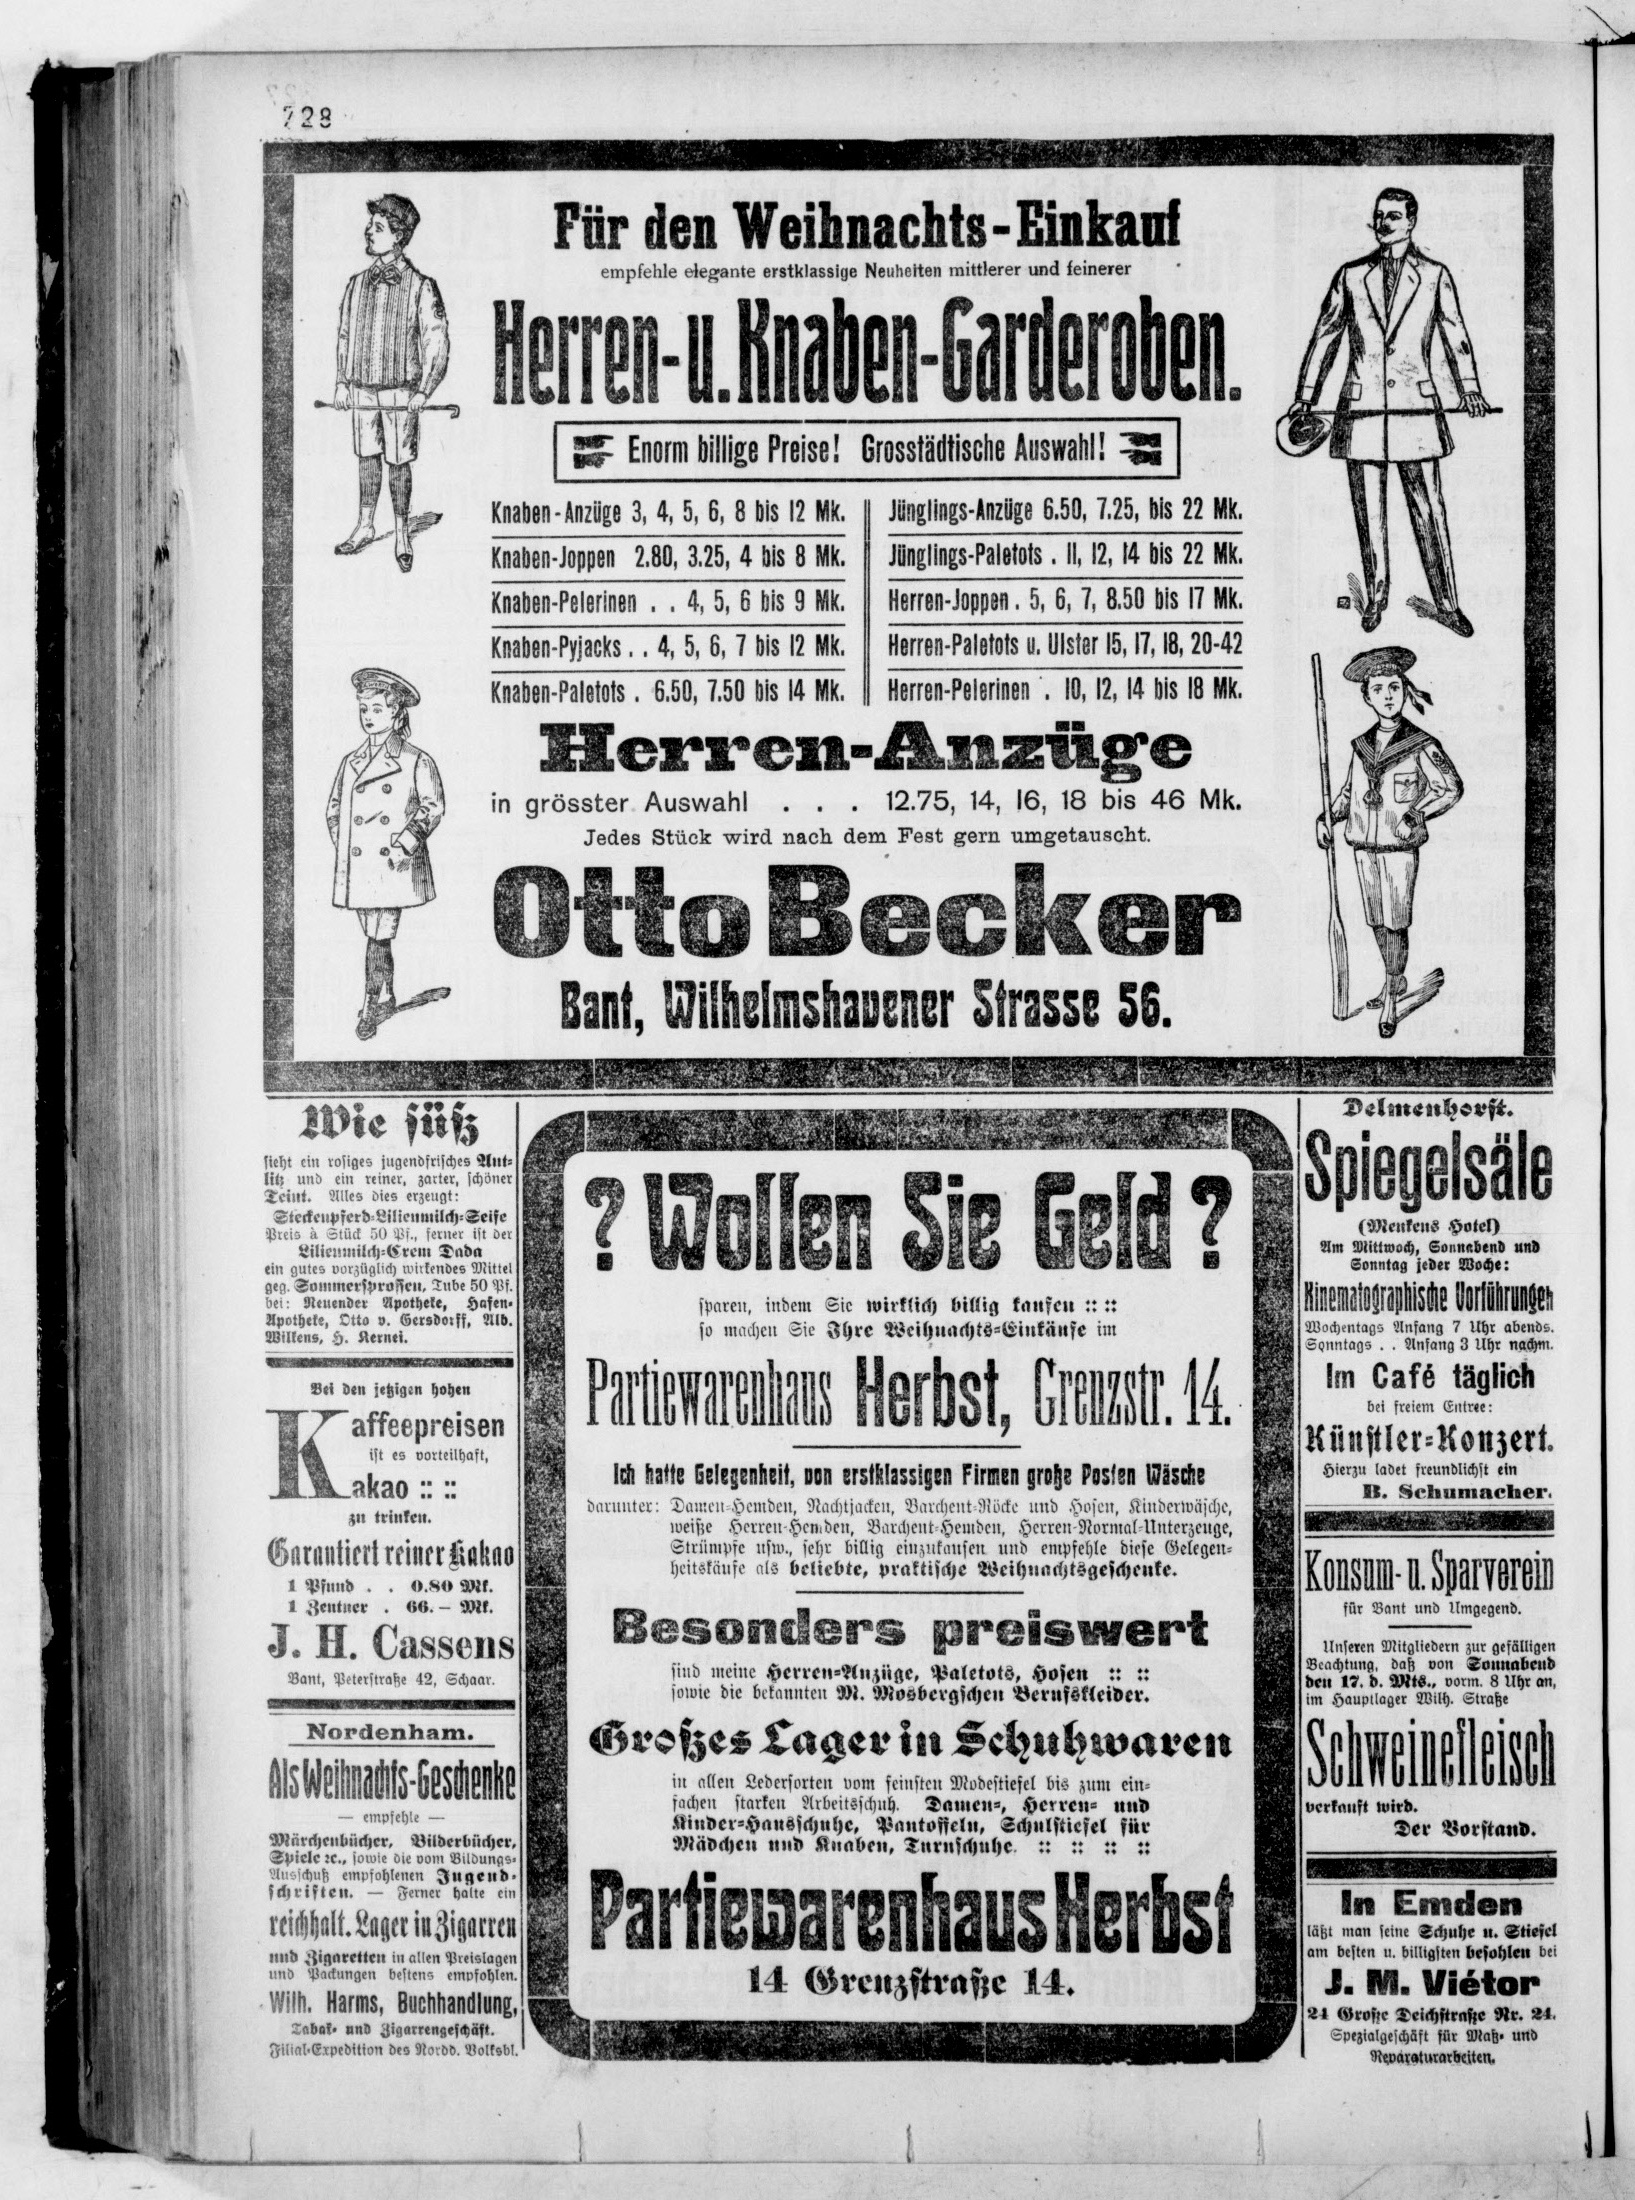 728
Für den Weihnachts-Einkauf
empfehle elegante erstklassige Neuheiten mittlerer und feinerer
Herren- u. Knaben-Garderoben.
Enorm billige Preise! Grosstädtische Auswahl!
Knaben-Anzüge 3, 4, 5, 6, 8 bis 12 Mk.
Knaben-Joppen 2.80, 3.25, 4 bis 8 Mk.
Knaben-Pelerinen . . 4, 5, 6 bis 9 Mk.
Knaben-Pyjacks . . 4, 5, 6, 7 bis 12 Mk.
Knaben-Paletots . 6.50, 7.50 bis 14 Mk.
Jünglings-Anzüge 6.50, 7.25, bis 22 Mk.
Jünglings-Paletots . 11, 12, 14 bis 22 Mk.
Herren-Joppen . 5, 6, 7, 8.50 bis 17 Mk.
Herren-Paletots u. Ulster 15, 17, 18, 20-42
Herren-Pelerinen . 10, 12, 14 bis 18 Mk.
Herren-Anzüge
in grösster Auswahl . . . 12.75, 14, 16, 18 bis 46 Mk.
Jedes Stück wird nach dem Fest gern umgetauscht.
Otto Becker
Bant, Wilhelmshavener Strasse 56.
Wie süß
sieht ein rosiges jugendfrisches Ant-
litz und ein reiner, zarter, schöner
Teint. Alles dies erzeugt:
Steckenpferd-Lilienmilch-Seife
Preis à Stück 50 Pf., ferner ist der
Lilienmilch-Crem Dada
ein gutes vorzüglich wirkendes Mittel
geg. Sommersprossen, Tube 50 Pf.
bei: Neuender Apotheke, Hafen-
Apotheke, Otto v. Gersdorff, Alb.
Wilkens, H. Kernei.
Bei den jetzigen hohen
Kaffeepreisen
ist es vorteilhaft,
Kakao :: ::
zu trinken.
Garantiert reiner Kakao
1 Pfund . . 0.80 Mk.
1 Zentner . 66.— Mk.
J. H. Cassens
Bant, Peterstraße 42, Schaar.
Nordenham.
Als Weihnachts-Geschenke
— empfehle —
Märchenbücher, Bilderbücher,
Spiele 2c., sowie die vom Bildungs-
Ausschuß empfohlenen Jugend-
schriften. — Ferner halte ein
reichhalt. Lager in Zigarren
und Zigaretten in allen Preislagen
und Packungen bestens empfohlen.
Wilh. Harms, Buchhandlung,
Tabak- und Zigarrengeschäft.
Filial-Expedition des Nordd. Volksbl.
? Wollen Sie Geld ?
sparen, indem Sie wirklich billig kaufen :: ::
so machen Sie Ihre Weihnachts-Einkäufe im
Partiewarenhaus Herbst, Grenzstr. 14.
Ich hatte Gelegenheit, von erstklassigen Firmen große Posten Wäsche
darunter: Damen-Hemden, Nachtjacken, Barchent-Röcke und Hosen, Kinderwäsche,
weiße Herren-Hemden, Barchent-Hemden, Herren-Normal-Unterzeuge,
Strümpfe usw., sehr billig einzukaufen und empfehle diese Gelegen-
heitskäufe als beliebte, praktische Weihnachtsgeschenke.
Besonders preiswert
sind meine Herren-Anzüge, Paletots, Hosen :: ::
sowie die bekannten M. Mosbergschen Berufskleider.
Großes Lager in Schuhwaren
in allen Ledersorten vom feinsten Modestiefel bis zum ein-
fachen starken Arbeitsschuh. Damen-, Herren- und
Kinder-Hausschuhe, Pantoffeln, Schulstiefel für
Mädchen und Knaben, Turnschuhe. :: :: :: ::
Partiewarenhaus Herbst
14 Grenzstraße 14.
Delmenhorst.
Spiegelsäle
(Menkens Hotel)
Am Mittwoch, Sonnabend und
Sonntag jeder Woche:
Kinematographische Vorführungen
Wochentags Anfang 7 Uhr abends.
Sonntags . . Anfang 3 Uhr nachm.
Im Café täglich
bei freiem Entree:
Künstler-Konzert.
Hierzu ladet freundlichst ein
B. Schumacher.
Konsum- u. Sparverein
für Bant und Umgegend.
Unseren Mitgliedern zur gefälligen
Beachtung, daß von Sonnabend
den 17. d. Mts., vorm. 8 Uhr an,
im Hauptlager Wilh. Straße
Schweinefleisch
verkauft wird.
Der Vorstand.
In Emden
läßt man seine Schuhe u. Stiefel
am besten u. billigsten besohlen bei
J. M. Viétor
24 Große Deichstraße Nr. 24.
Spezialgeschäft für Maß- und
Reparaturarbeiten.